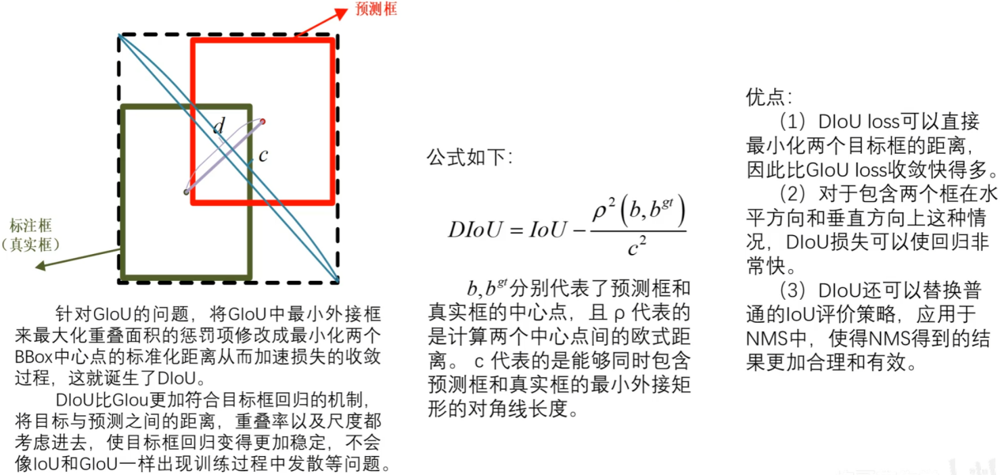 预测框
d
c
标注框
（真实框）
针对GIoU的问题，将GIoU中最小外接框
来最大化重叠面积的惩罚项修改成最小化两个
BBox中心点的标准化距离从而加速损失的收敛
过程，这就诞生了DIoU。
DIoU比GIou更加符合目标框回归的机制，
将目标与预测之间的距离，重叠率以及尺度都
考虑进去，使目标框回归变得更加稳定，不会
像IoU和GIoU一样出现训练过程中发散等问题。
公式如下：
DIoU = IoU − ρ²(b, b^gt) / c²
b, b^gt分别代表了预测框和
真实框的中心点，且 ρ 代表的
是计算两个中心点间的欧式距
离。 c 代表的是能够同时包含
预测框和真实框的最小外接矩
形的对角线长度。
优点：
（1）DIoU loss可以直接
最小化两个目标框的距离，
因此比GIoU loss收敛快得多。
（2）对于包含两个框在水
平方向和垂直方向上这种情
况，DIoU损失可以使回归非
常快。
（3）DIoU还可以替换普
通的IoU评价策略，应用于
NMS中，使得NMS得到的结
果更加合理和有效。